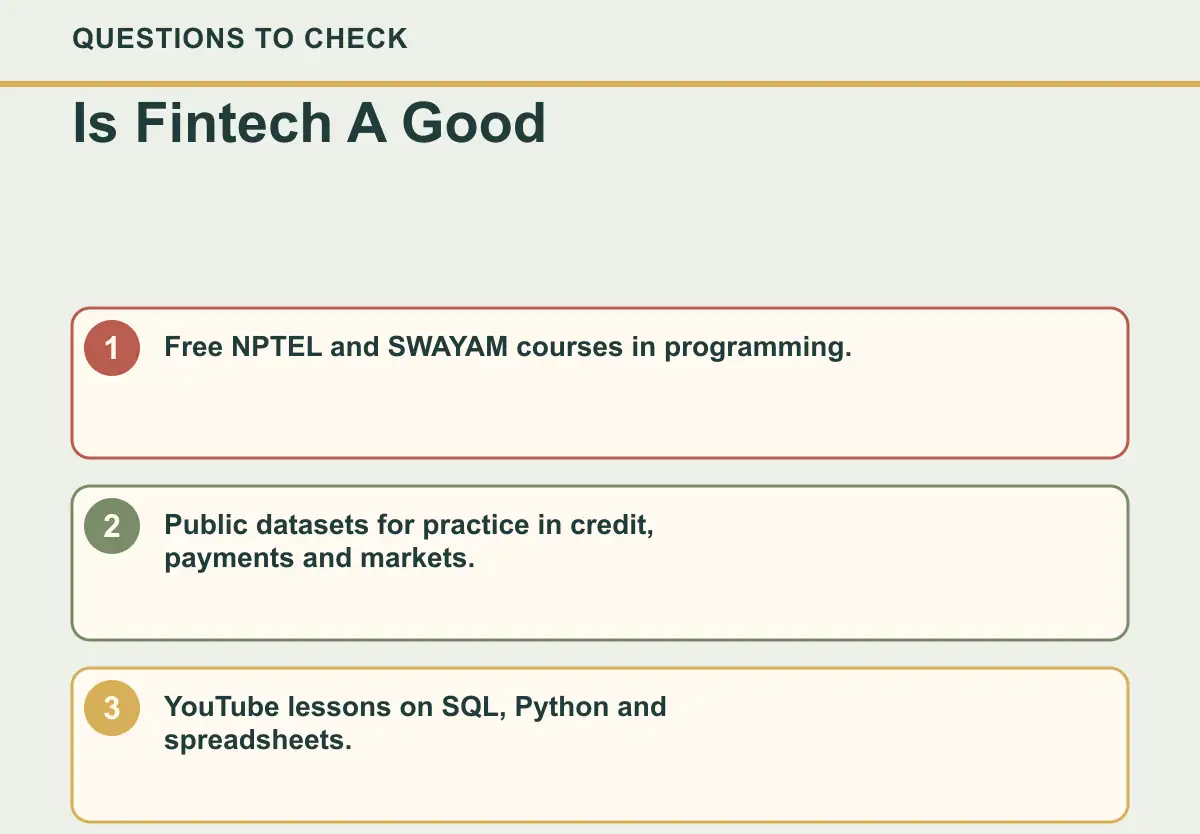 QUESTIONS TO CHECK
Is Fintech A Good
1
Free NPTEL and SWAYAM courses in programming.
2
Public datasets for practice in credit,
payments and markets.
3
YouTube lessons on SQL, Python and
spreadsheets.